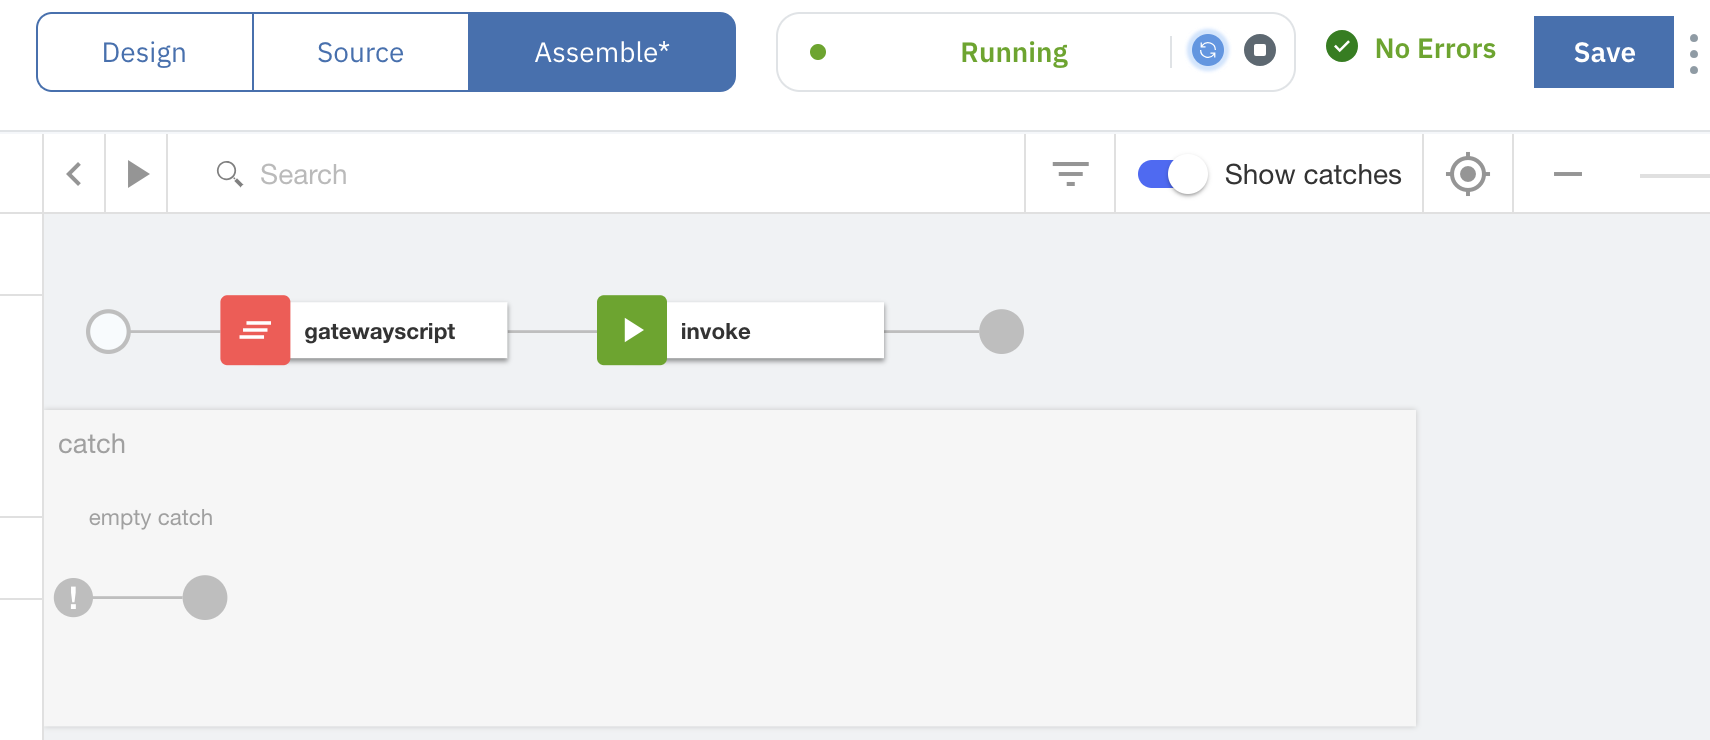 Design Source Assemble* Running No Errors Save
Search Show catches
gatewayscript invoke
catch
empty catch